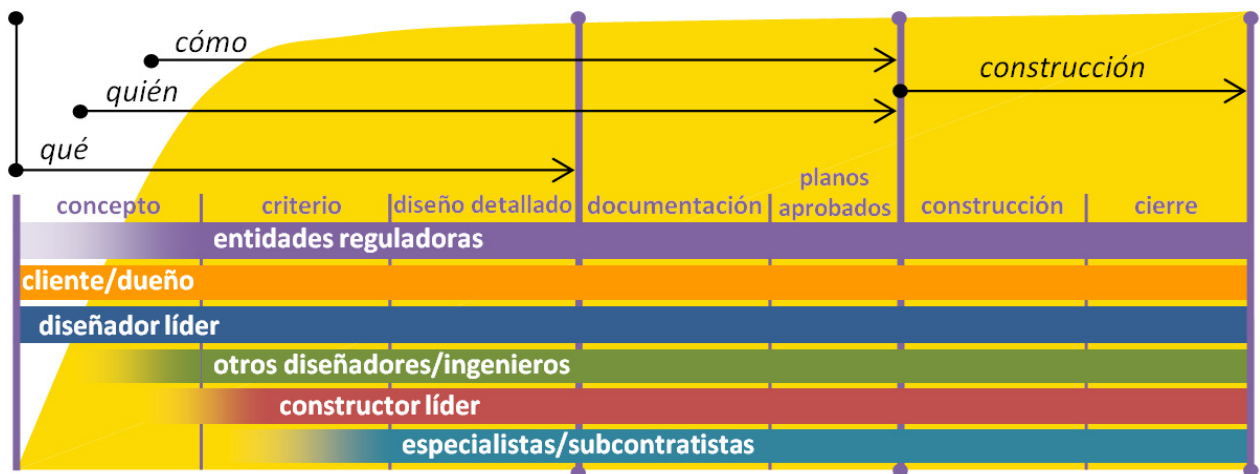 cómo
quién
construcción
qué
concepto
criterio
diseño detallado
documentación
planos
aprobados
construcción
cierre
entidades reguladoras
cliente/dueño
diseñador líder
otros diseñadores/ingenieros
constructor líder
especialistas/subcontratistas